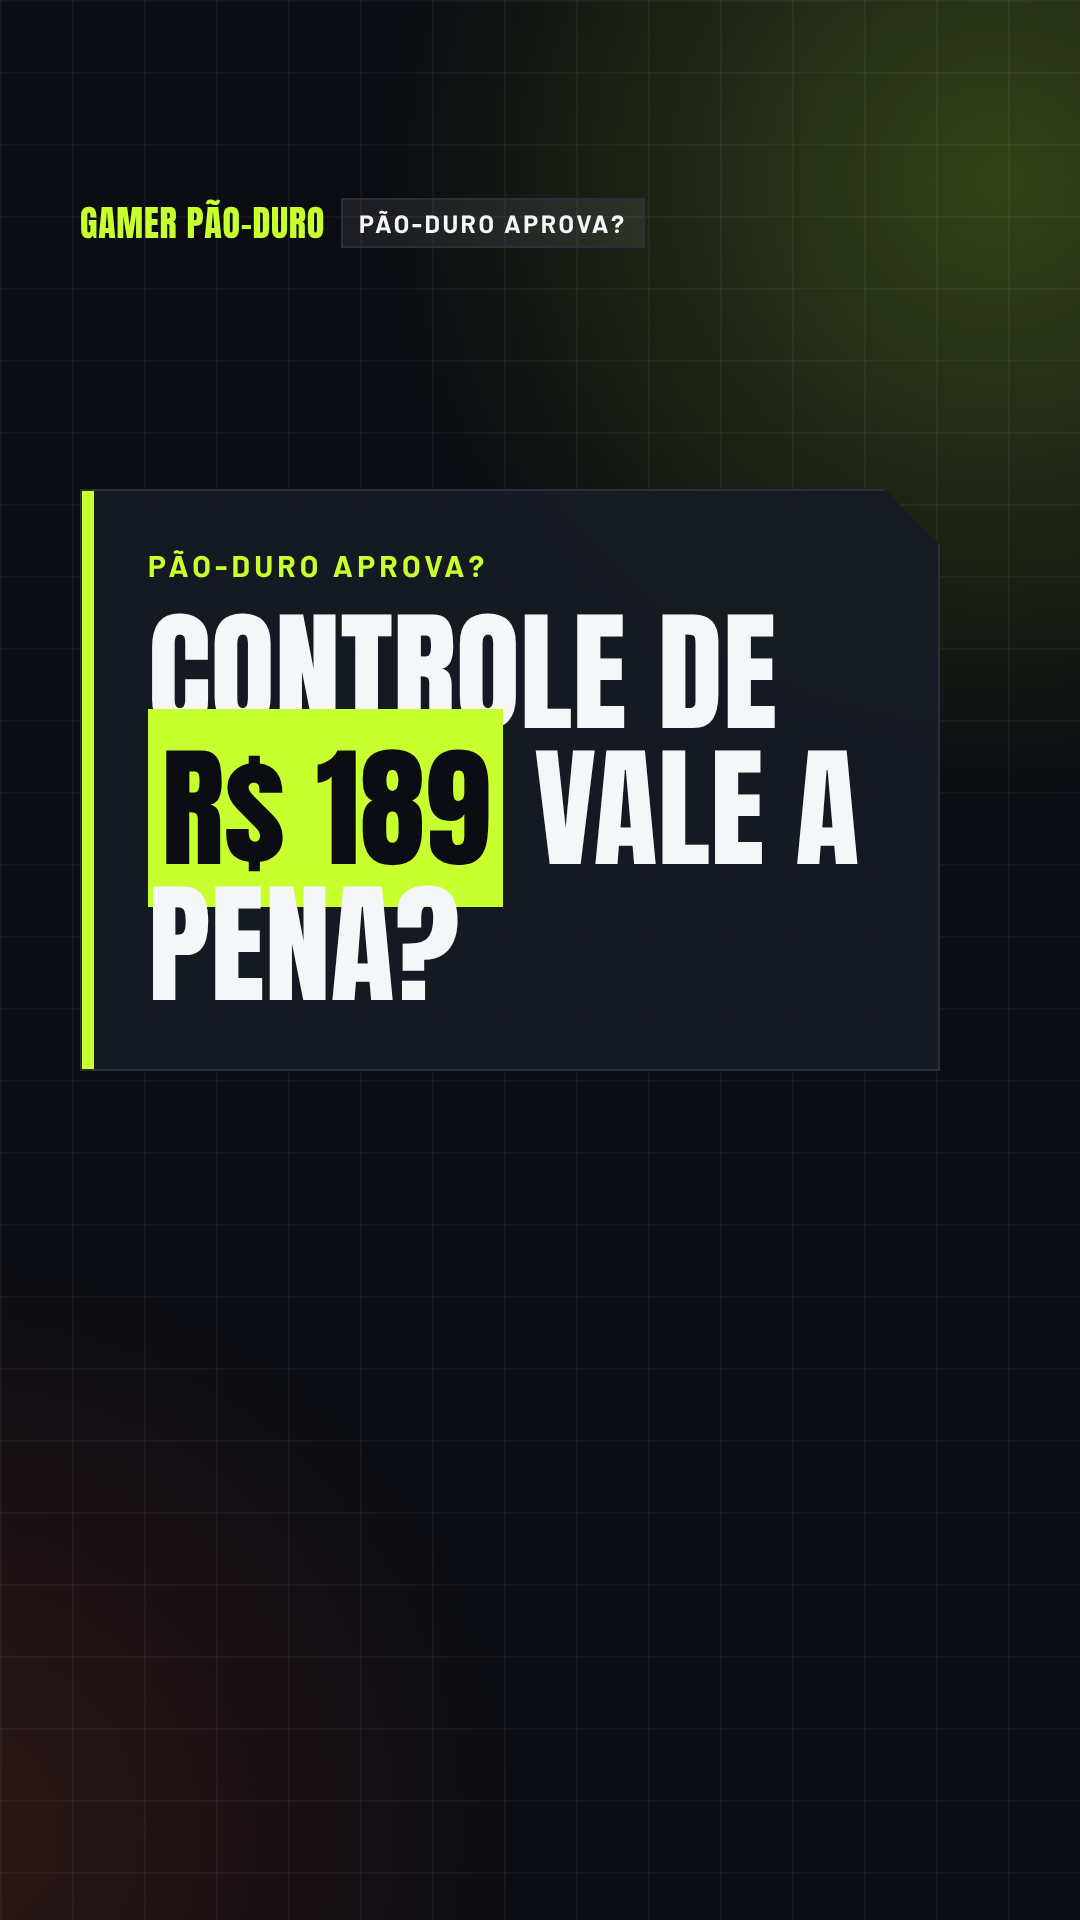 GAMER PÃO-DURO PÃO-DURO APROVA?
PÃO-DURO APROVA?
CONTROLE DE
R$ 189 VALE A
PENA?